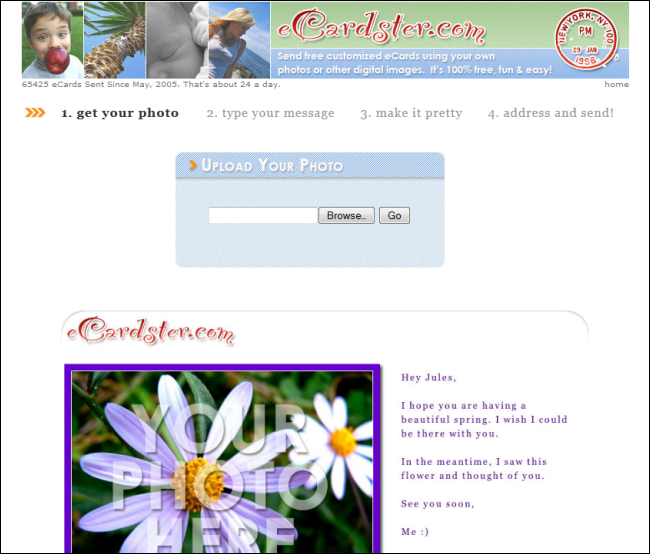 eCardster.com
NEW YORK, NY, 1001
PM
29 JAN
1996
Send free customized eCards using your own
photos or other digital images. It's 100% free, fun & easy!
65425 eCards Sent Since May, 2005. That's about 24 a day.
home
1. get your photo 2. type your message 3. make it pretty 4. address and send!
Upload Your Photo
Browse.. Go
eCardster.com
YOUR
PHOTO
HERE
Hey Jules,
I hope you are having a
beautiful spring. I wish I could
be there with you.
In the meantime, I saw this
flower and thought of you.
See you soon,
Me :)